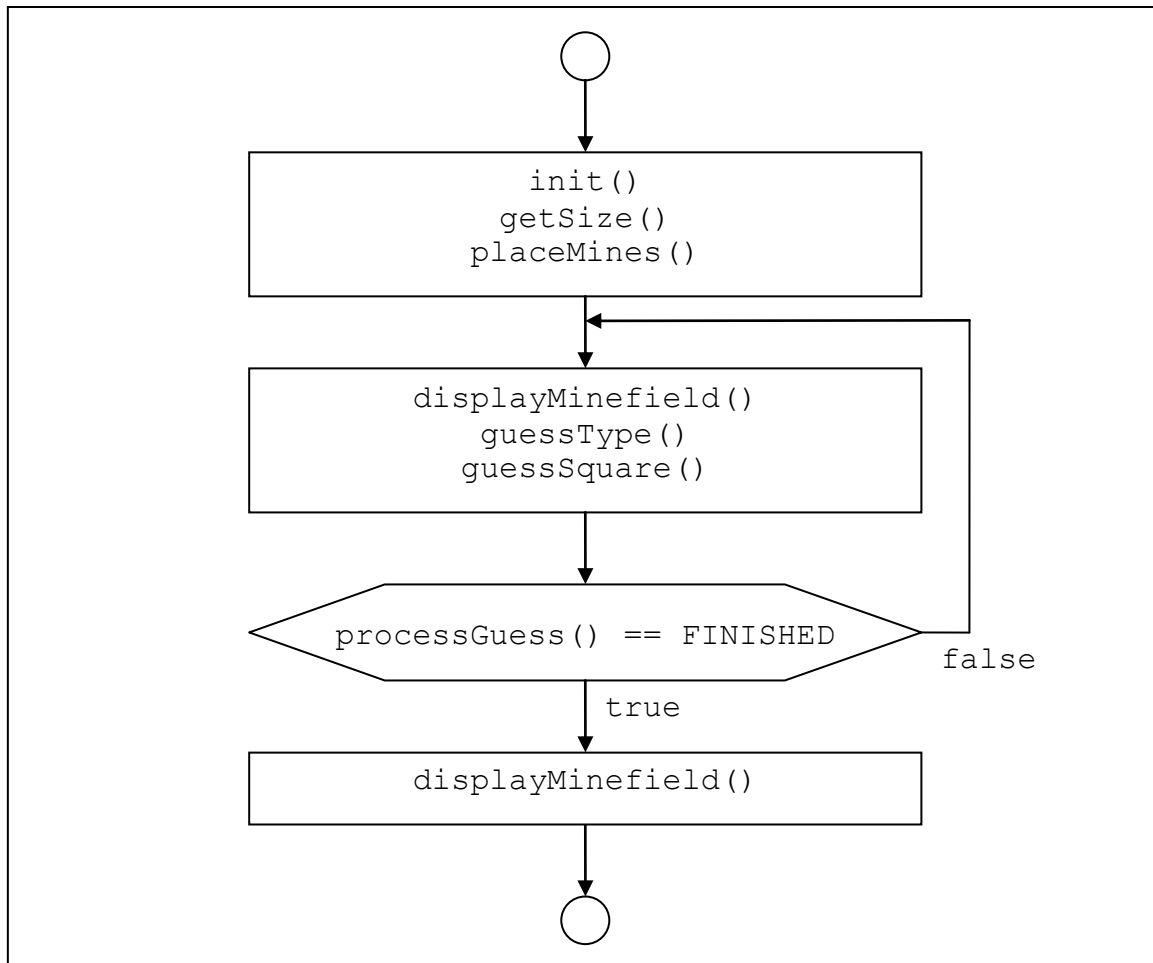 init()
getSize()
placeMines()
displayMinefield()
guessType()
guessSquare()
processGuess() == FINISHED
false
true
displayMinefield()